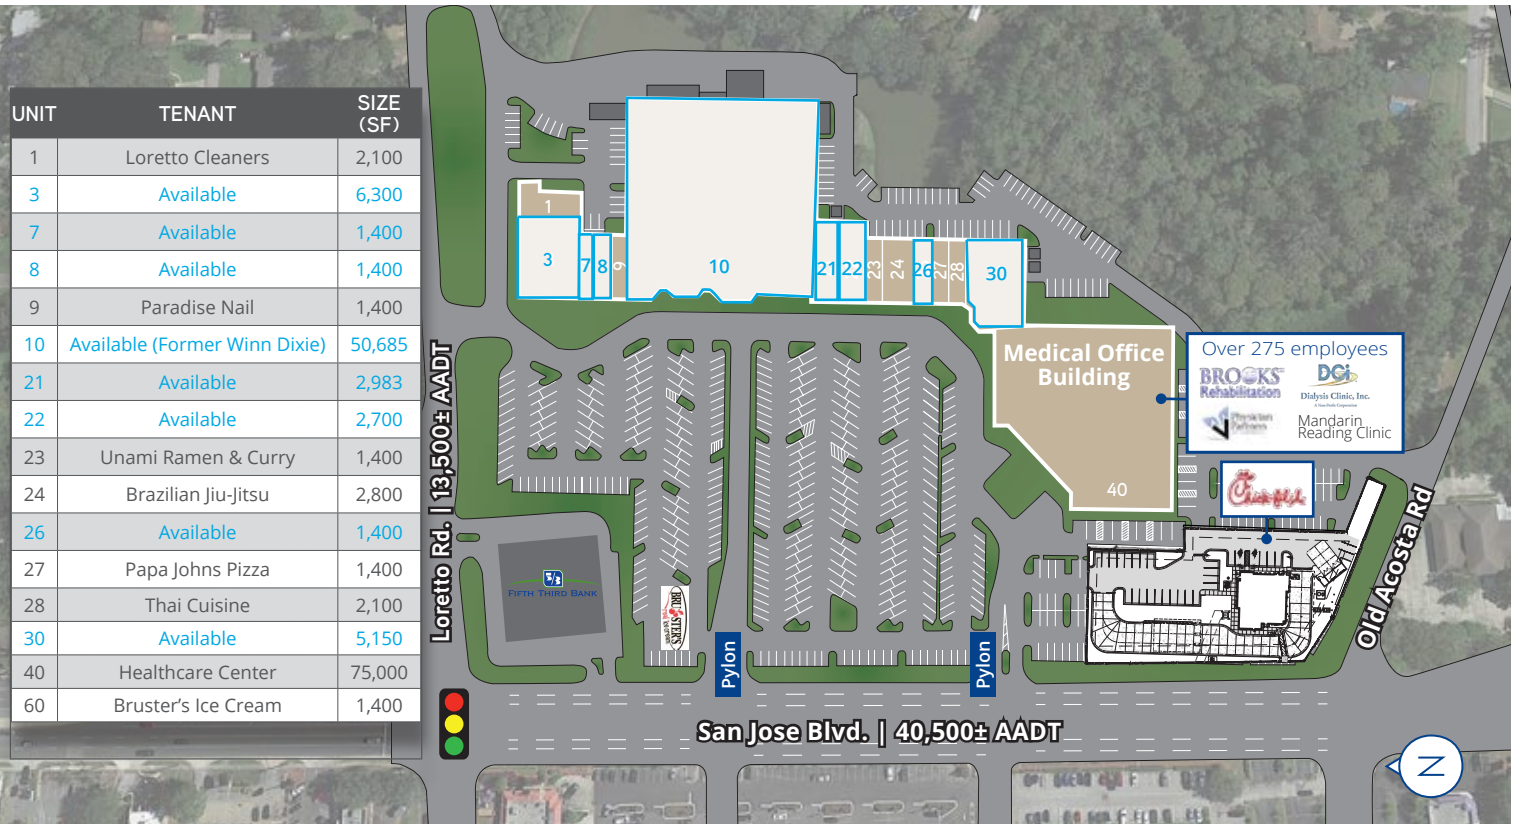 UNIT TENANT SIZE (SF)
1 Loretto Cleaners 2,100
3 Available 6,300
7 Available 1,400
8 Available 1,400
9 Paradise Nail 1,400
10 Available (Former Winn Dixie) 50,685
21 Available 2,983
22 Available 2,700
23 Unami Ramen & Curry 1,400
24 Brazilian Jiu-Jitsu 2,800
26 Available 1,400
27 Papa Johns Pizza 1,400
28 Thai Cuisine 2,100
30 Available 5,150
40 Healthcare Center 75,000
60 Bruster’s Ice Cream 1,400
1
3
7
8
9
10
21
22
23
24
26
27
28
30
Medical Office
Building
40
Over 275 employees
BROOKS
Rehabilitation
DCi
Dialysis Clinic, Inc.
A Non-Profit Corporation
Physician
Partners
Mandarin
Reading Clinic
Chick-fil-A
Loretto Rd. | 13,500± AADT
FIFTH THIRD BANK
BRUSTER'S
Pylon
Pylon
Old Acosta Rd
San Jose Blvd. | 40,500± AADT
N